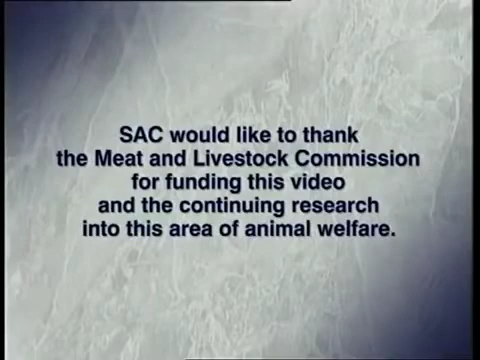 SAC would like to thank
the Meat and Livestock Commission
for funding this video
and the continuing research
into this area of animal welfare.